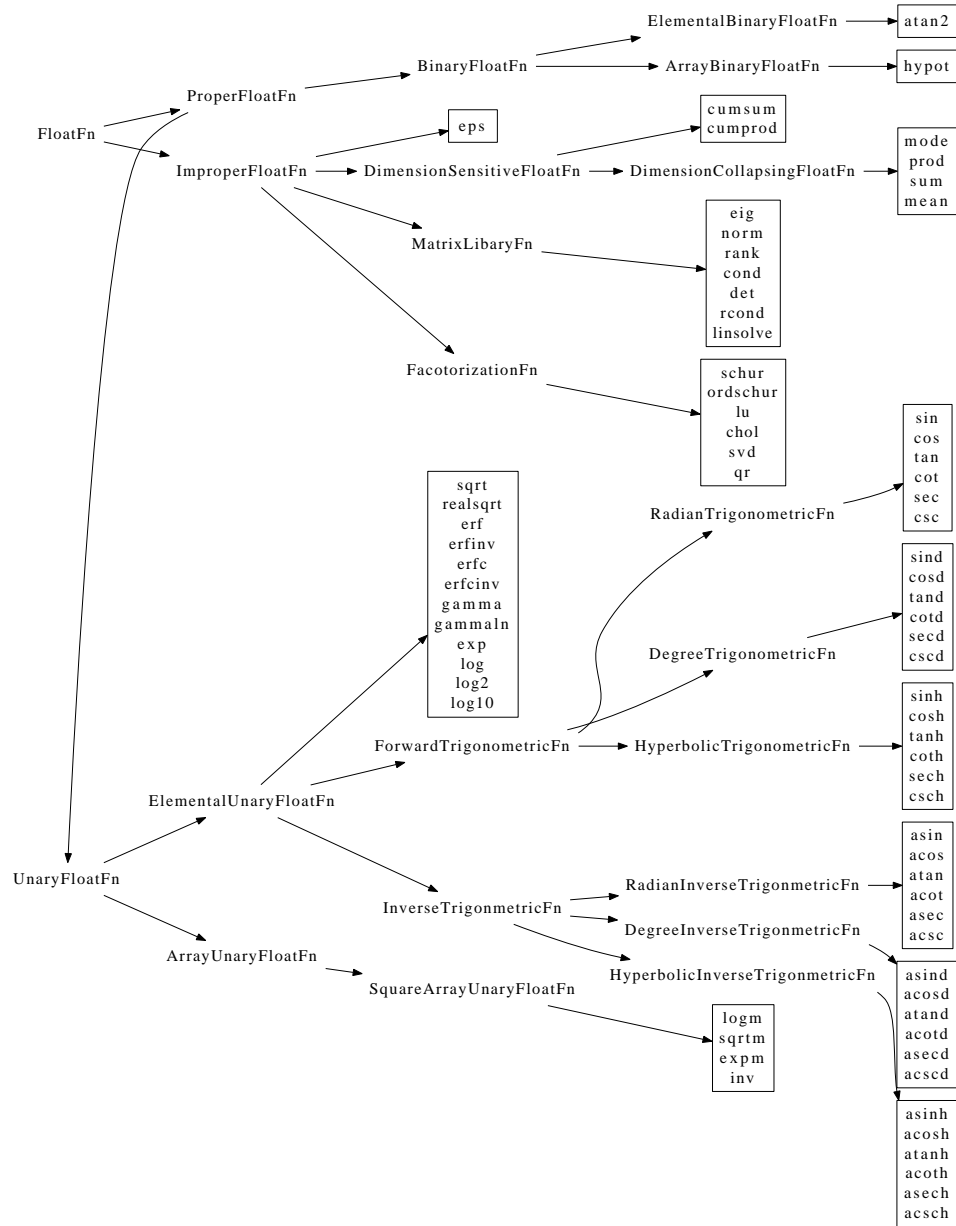 ElementalBinaryFloatFn
atan2
BinaryFloatFn
ArrayBinaryFloatFn
hypot
ProperFloatFn
FloatFn
eps
cumsum
cumprod
ImproperFloatFn
DimensionSensitiveFloatFn
DimensionCollapsingFloatFn
mode
prod
sum
mean
MatrixLibaryFn
eig
norm
rank
cond
det
rcond
linsolve
FacotorizationFn
schur
ordschur
lu
chol
svd
qr
sqrt
realsqrt
erf
erfinv
erfc
erfcinv
gamma
gammaln
exp
log
log2
log10
RadianTrigonometricFn
sin
cos
tan
cot
sec
csc
DegreeTrigonometricFn
sind
cosd
tand
cotd
secd
cscd
ForwardTrigonometricFn
HyperbolicTrigonometricFn
sinh
cosh
tanh
coth
sech
csch
ElementalUnaryFloatFn
UnaryFloatFn
InverseTrigonmetricFn
RadianInverseTrigonmetricFn
asin
acos
atan
acot
asec
acsc
DegreeInverseTrigonmetricFn
ArrayUnaryFloatFn
HyperbolicInverseTrigonmetricFn
SquareArrayUnaryFloatFn
asind
acosd
atand
acotd
asecd
acscd
logm
sqrtm
expm
inv
asinh
acosh
atanh
acoth
asech
acsch